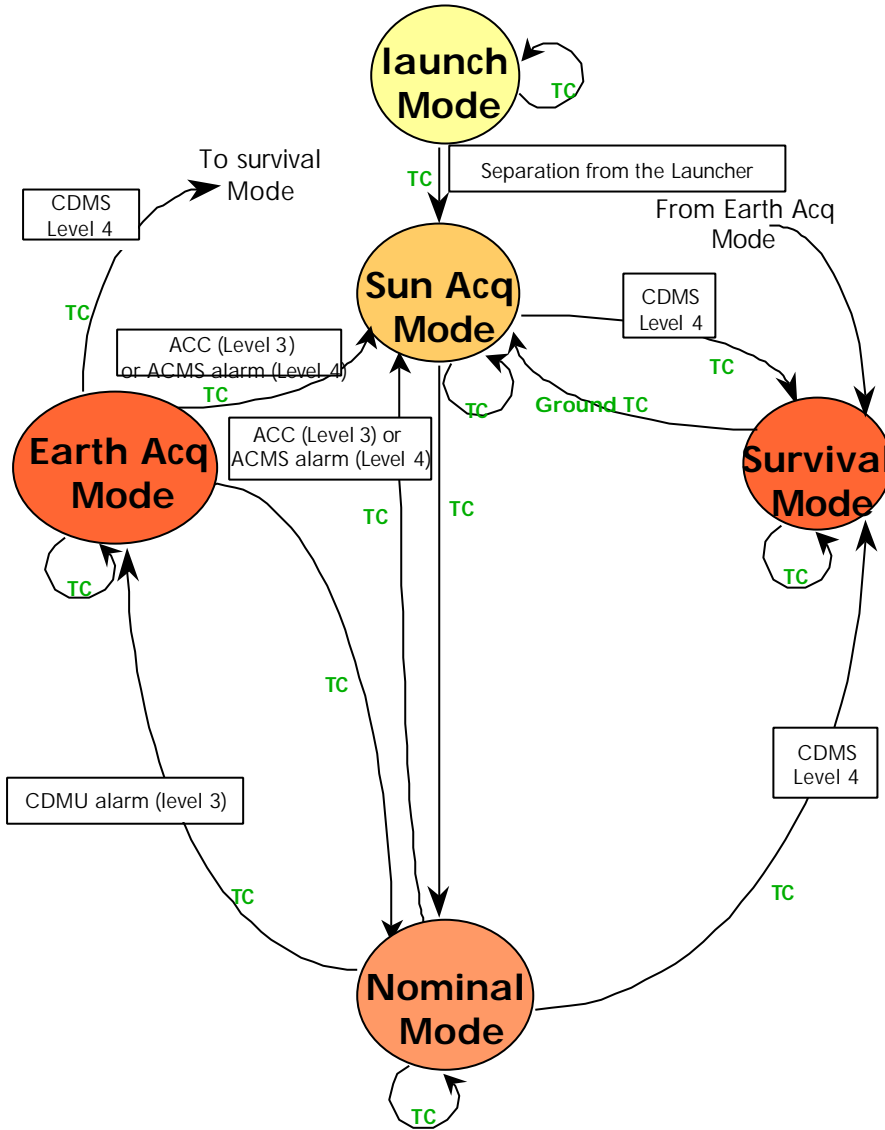 launch
Mode
TC
To survival
Mode
TC
Separation from the Launcher
CDMS
Level 4
From Earth Acq
Mode
Sun Acq
Mode
CDMS
Level 4
TC
ACC (Level 3)
or ACMS alarm (Level 4)
TC
TC
TC
Ground TC
ACC (Level 3) or
ACMS alarm (Level 4)
Earth Acq
Mode
Survival
Mode
TC
TC
TC
TC
TC
CDMS
Level 4
CDMU alarm (level 3)
TC
TC
Nominal
Mode
TC